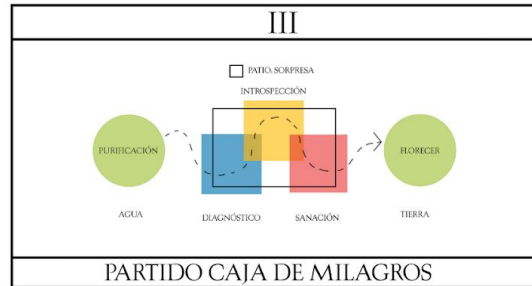 III
PATIO: SORPRESA
INTROSPECCIÓN
PURIFICACIÓN
FLORECER
AGUA
DIAGNÓSTICO
SANACIÓN
TIERRA
PARTIDO CAJA DE MILAGROS